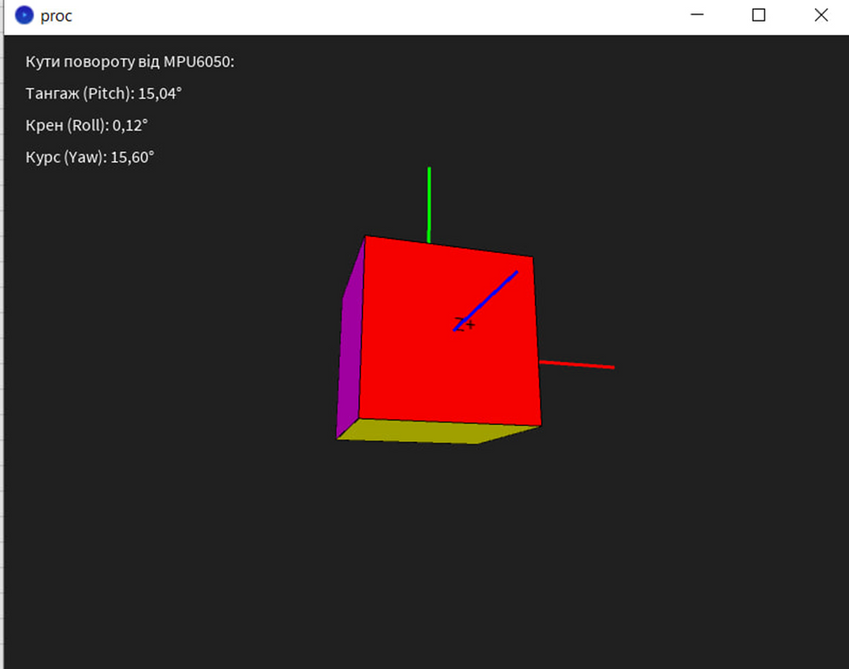 proc
Кути повороту від MPU6050:
Тангаж (Pitch): 15,04°
Крен (Roll): 0,12°
Курс (Yaw): 15,60°
Z+